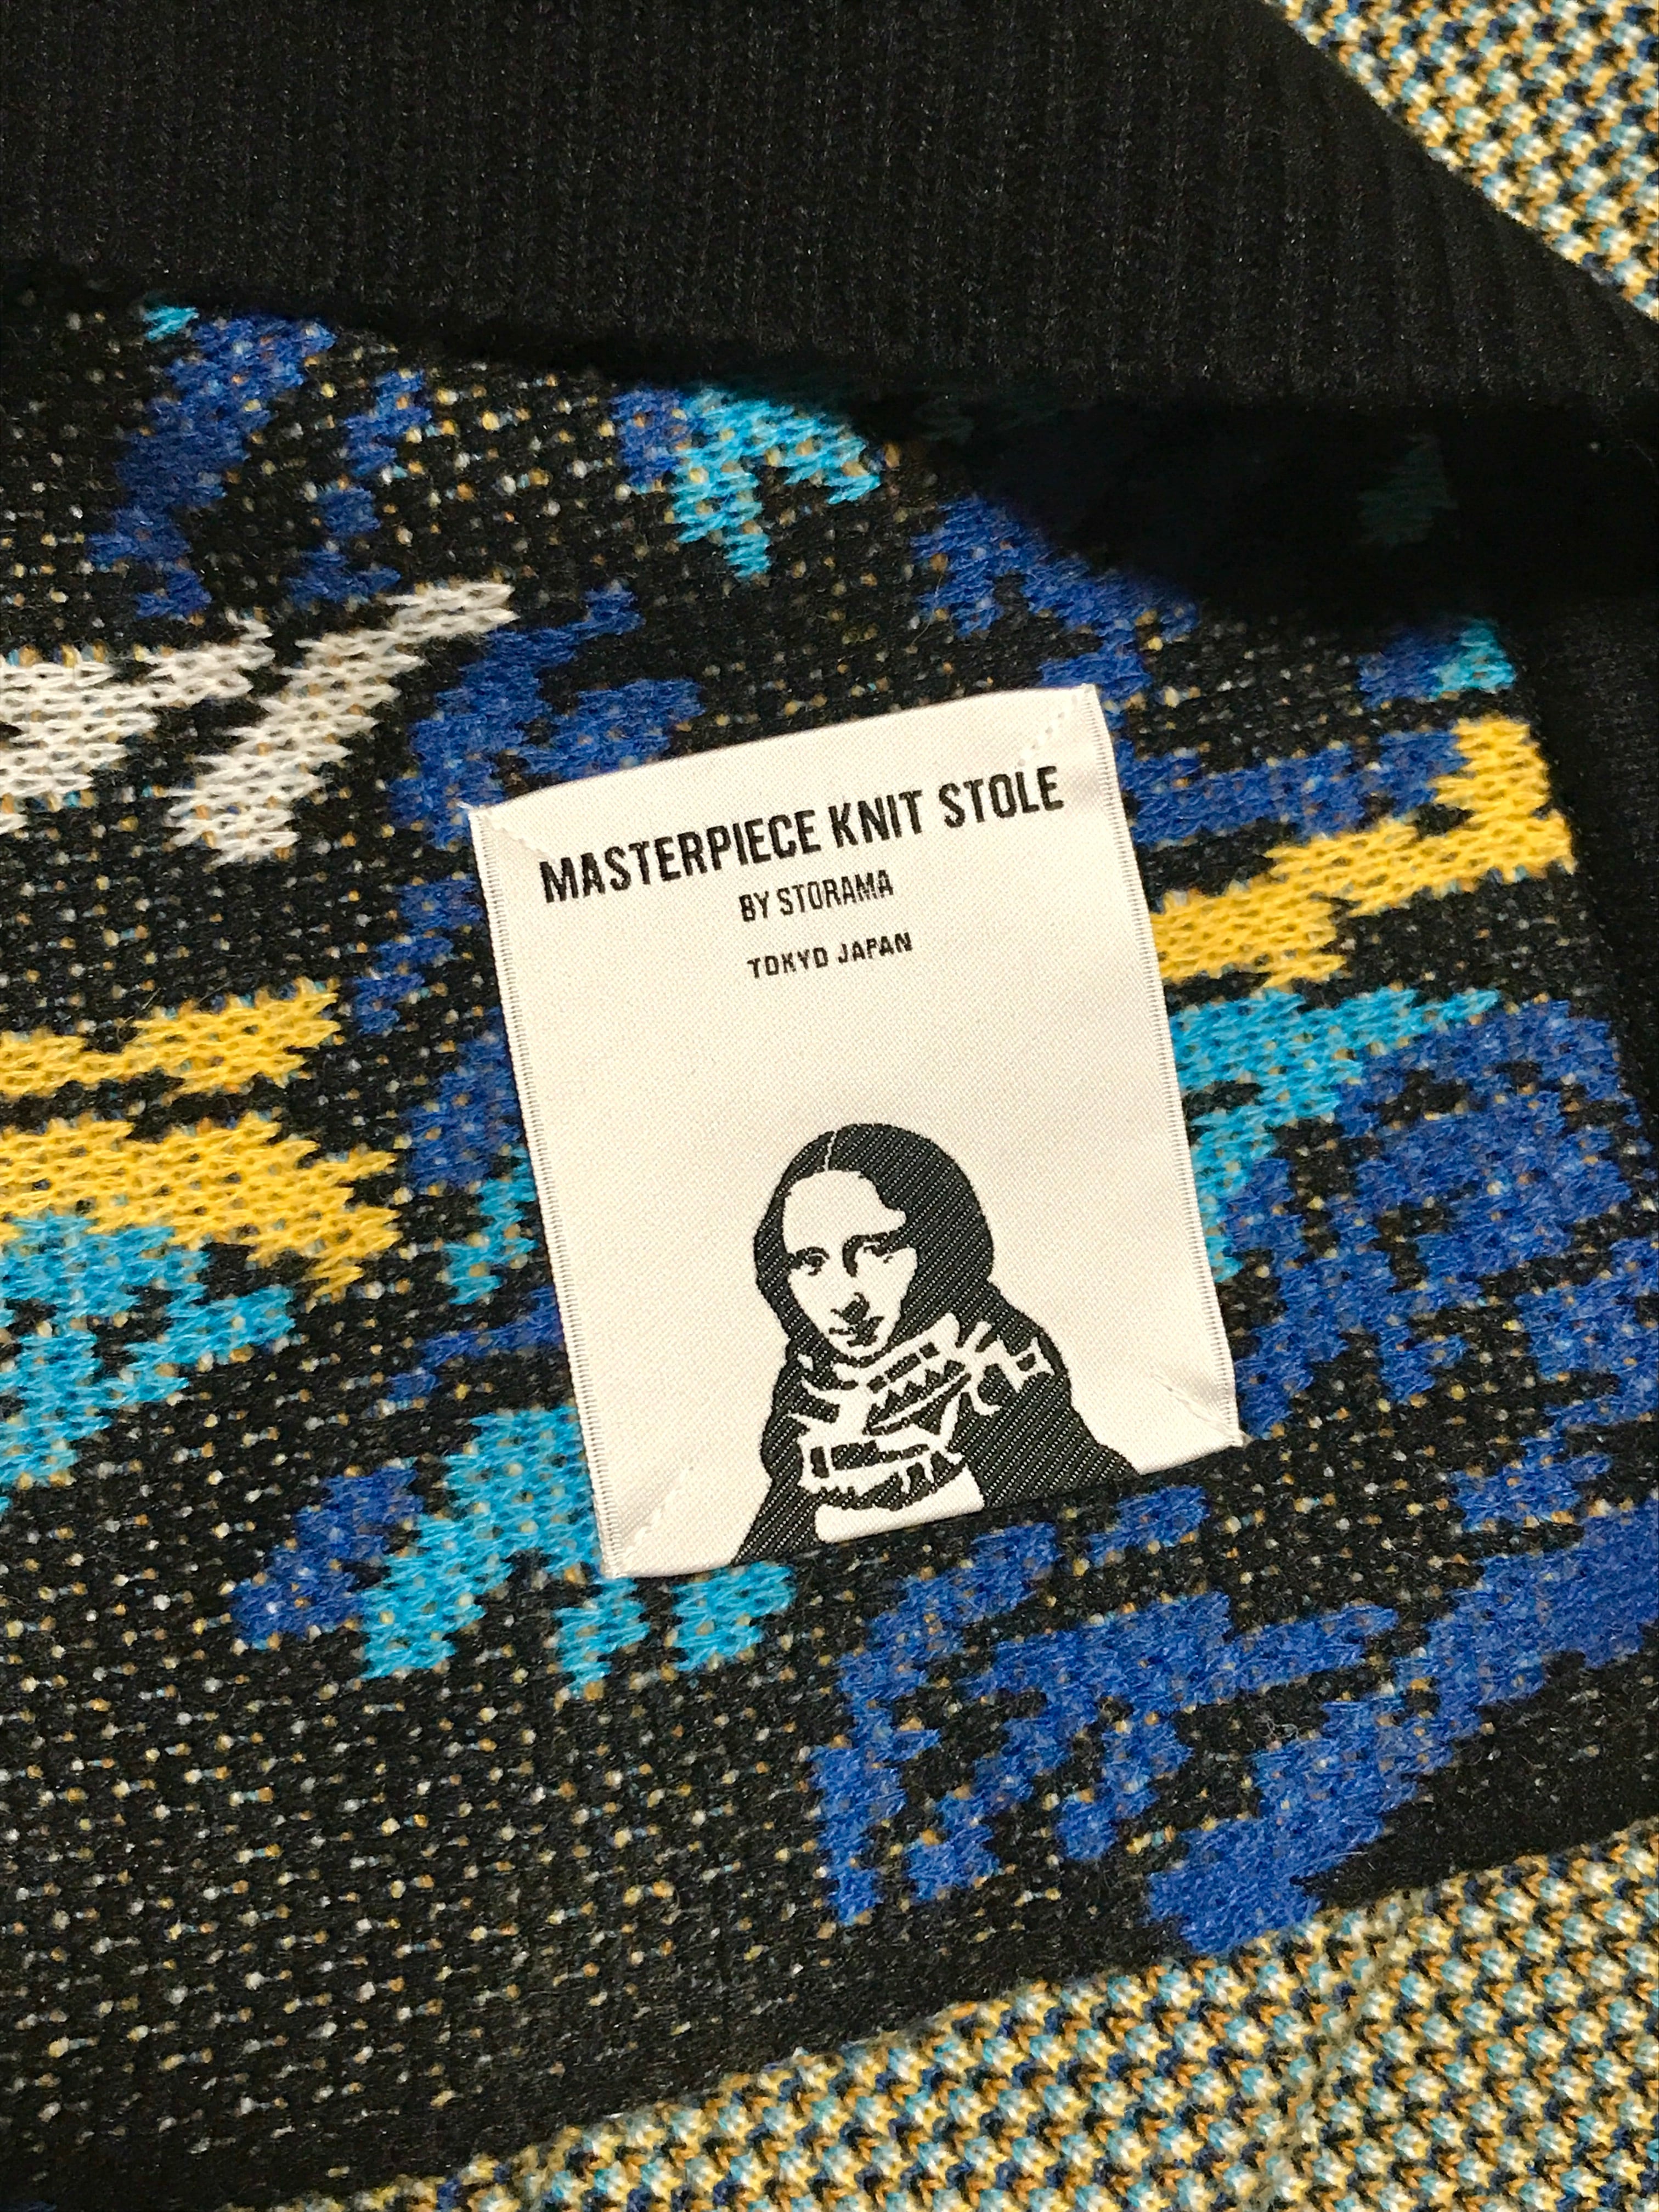 MASTERPIECE KNIT STOLE
BY STORAMA
TOKYO JAPAN